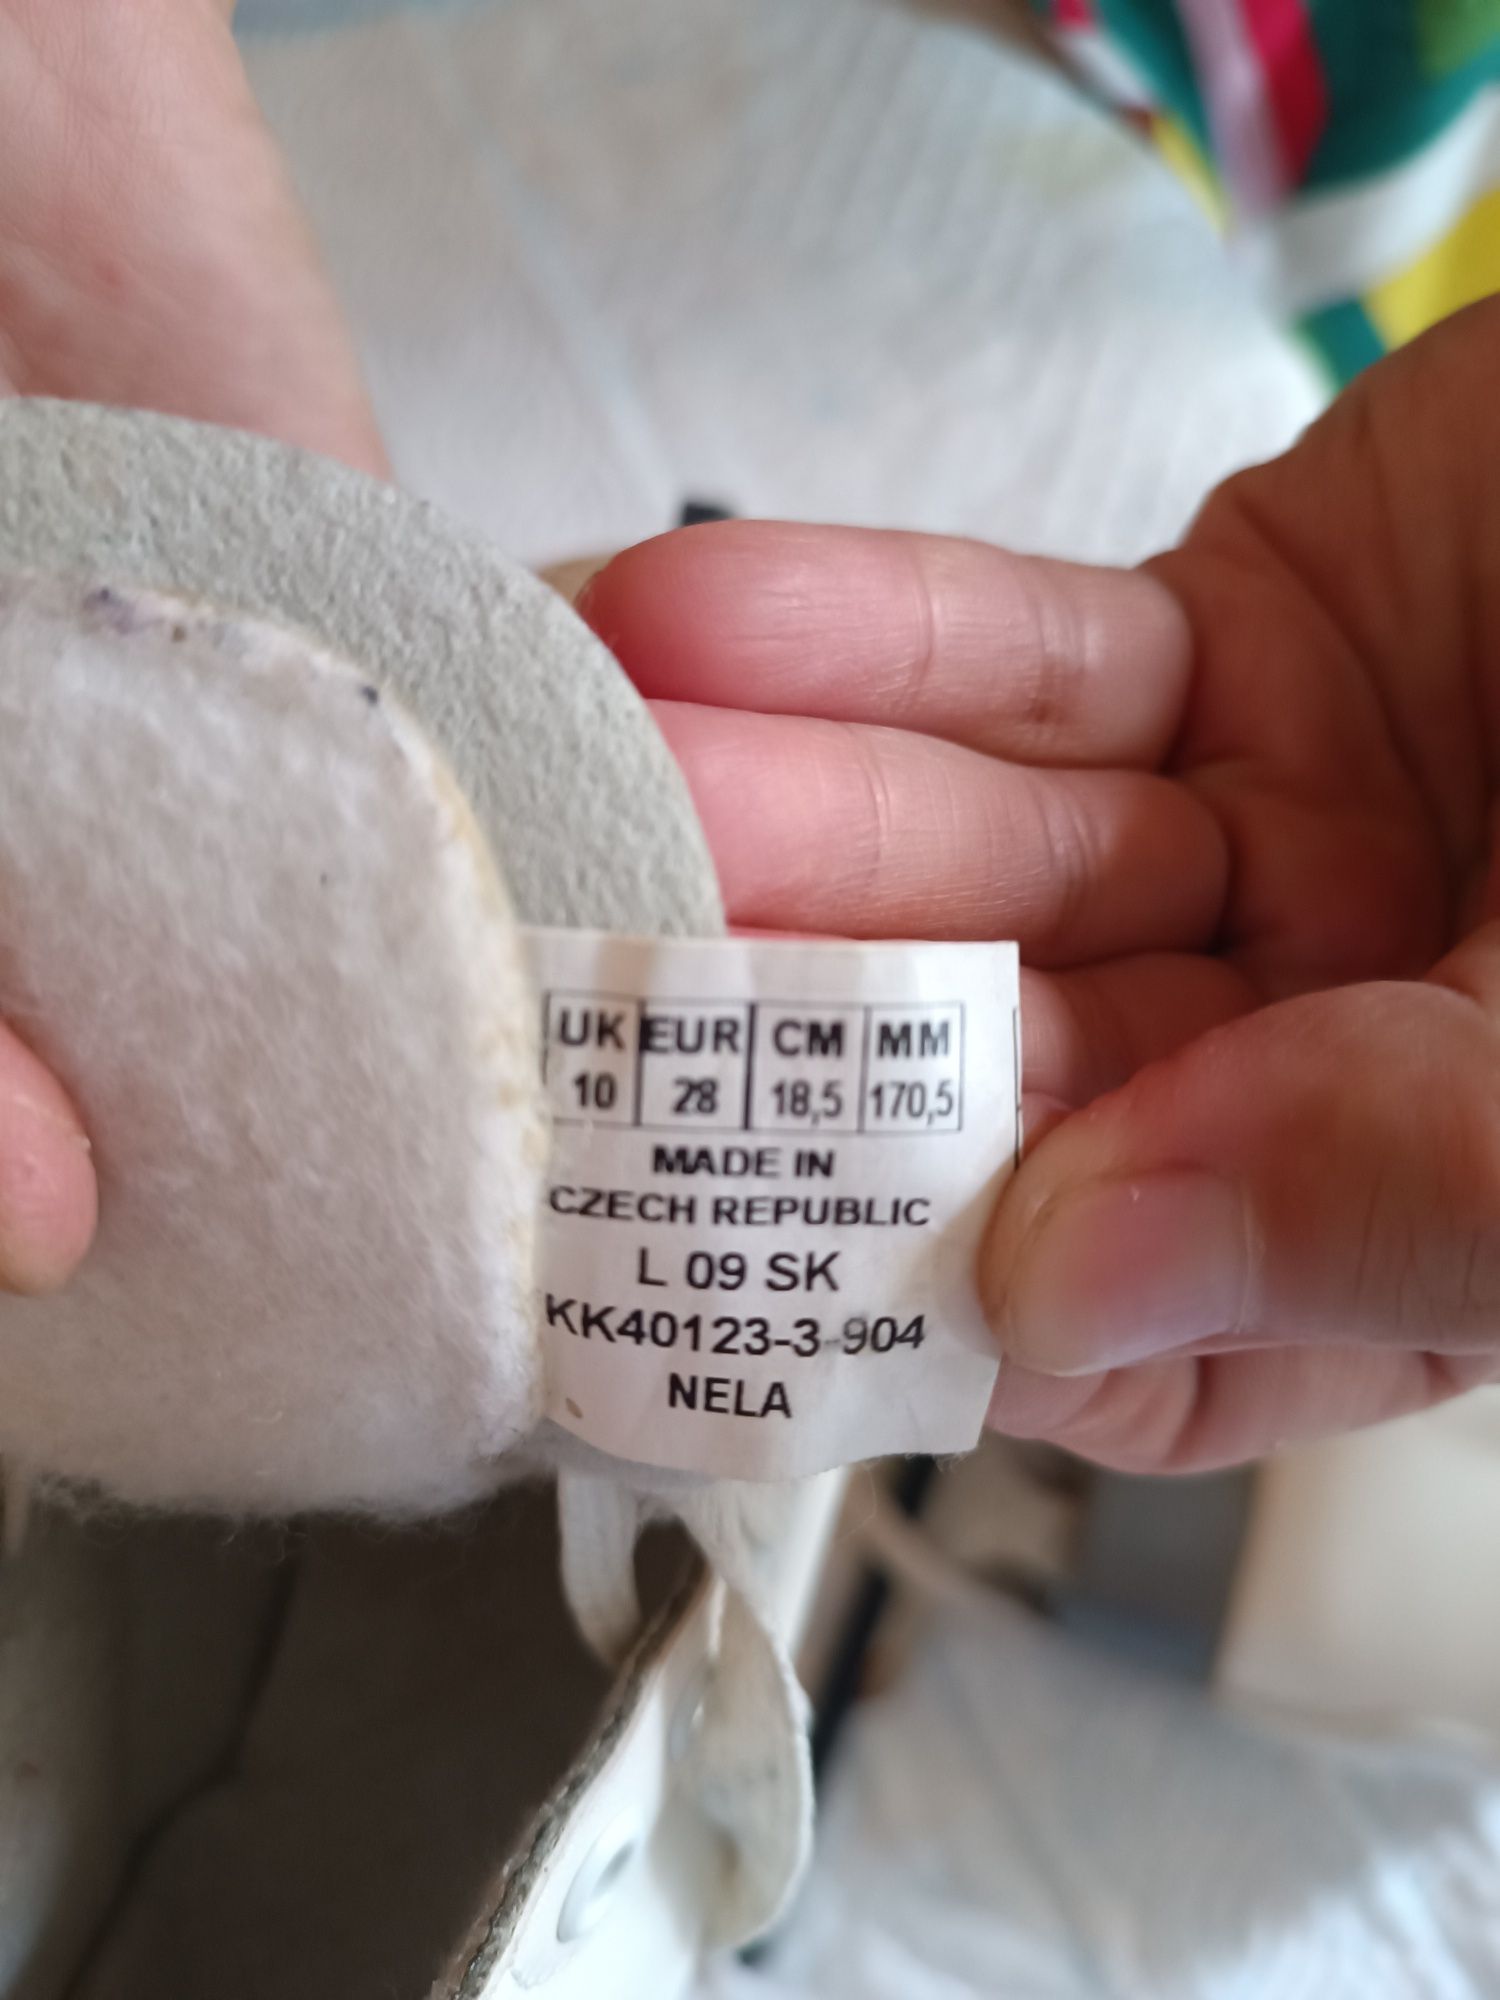 UK EUR CM MM
10 28 18,5 170,5
MADE IN
CZECH REPUBLIC
L 09 SK
KK40123-3-904
NELA